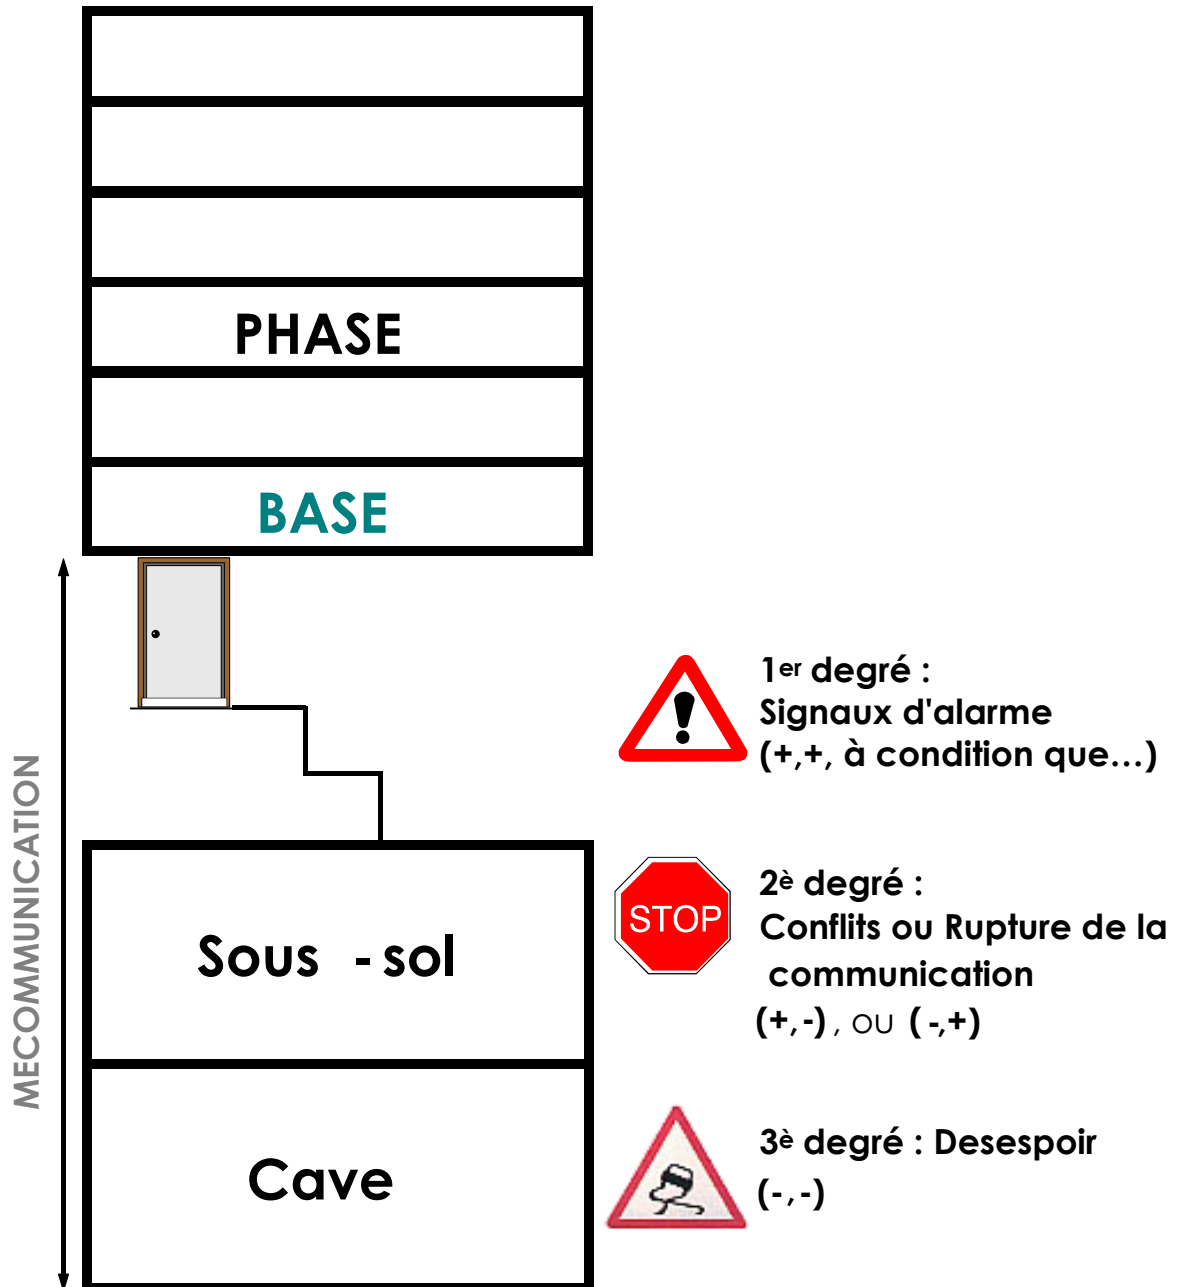 PHASE
BASE
MECOMMUNICATION
1er degré :
Signaux d'alarme
(+,+, à condition que…)
Sous - sol
STOP
2è degré :
Conflits ou Rupture de la
communication
(+,-), OU (-,+)
Cave
3è degré : Desespoir
(-,-)